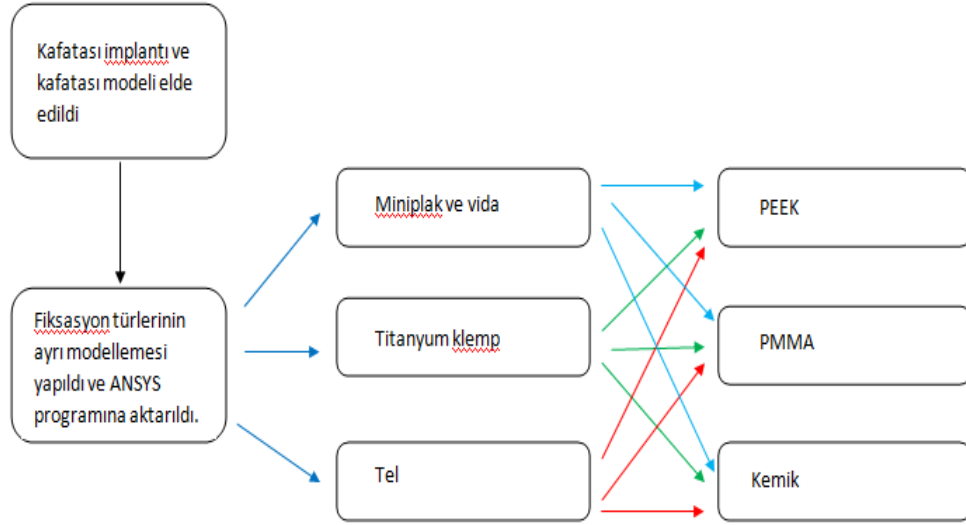 Kafatası implantı ve
kafatası modeli elde
edildi
Fiksasyon türlerinin
ayrı modellemesi
yapıldı ve ANSYS
programına aktarıldı.
Miniplak ve vida
Titanyum klemp
Tel
PEEK
PMMA
Kemik